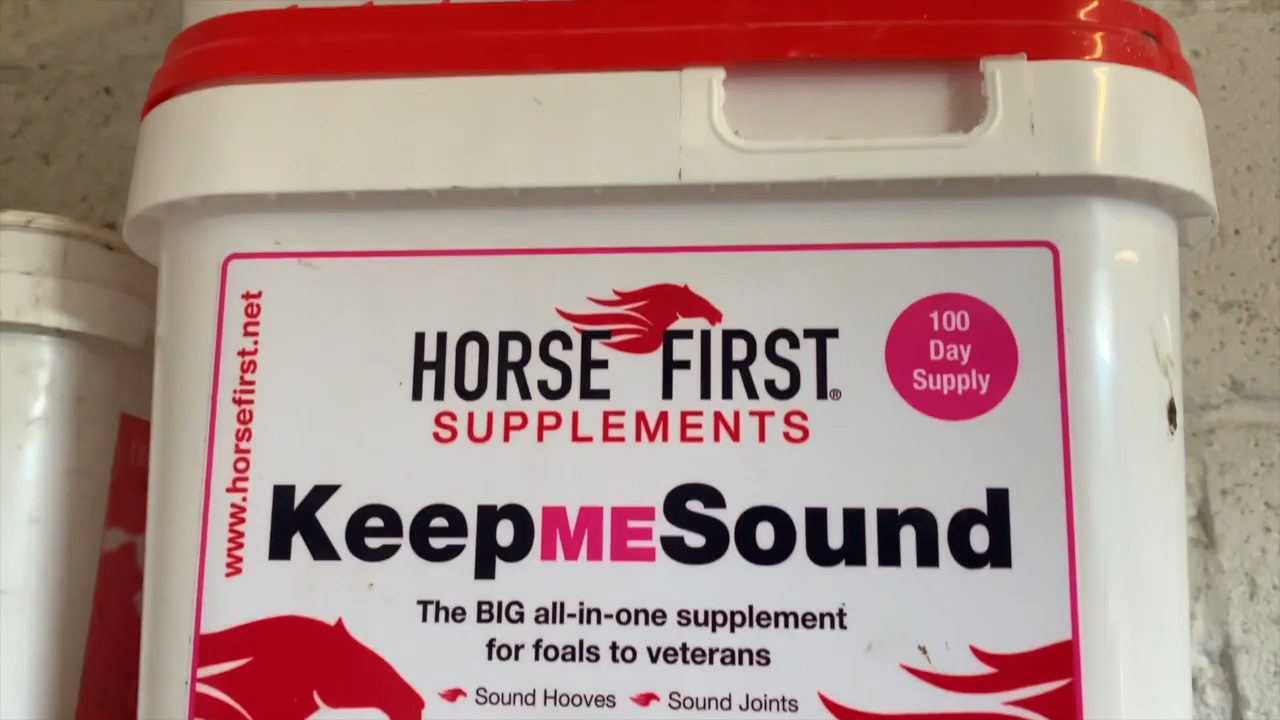 www.horsefirst.net
HORSE FIRST®
SUPPLEMENTS
100
Day
Supply
KeepMESound
The BIG all-in-one supplement
for foals to veterans
Sound Hooves Sound Joints